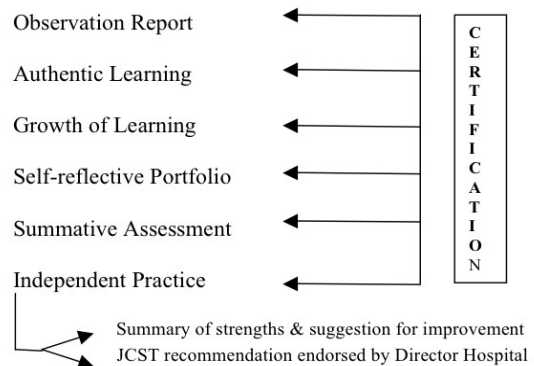 Observation Report
Authentic Learning
Growth of Learning
Self-reflective Portfolio
Summative Assessment
Independent Practice
Summary of strengths & suggestion for improvement
JCST recommendation endorsed by Director Hospital
CERTIFICATION